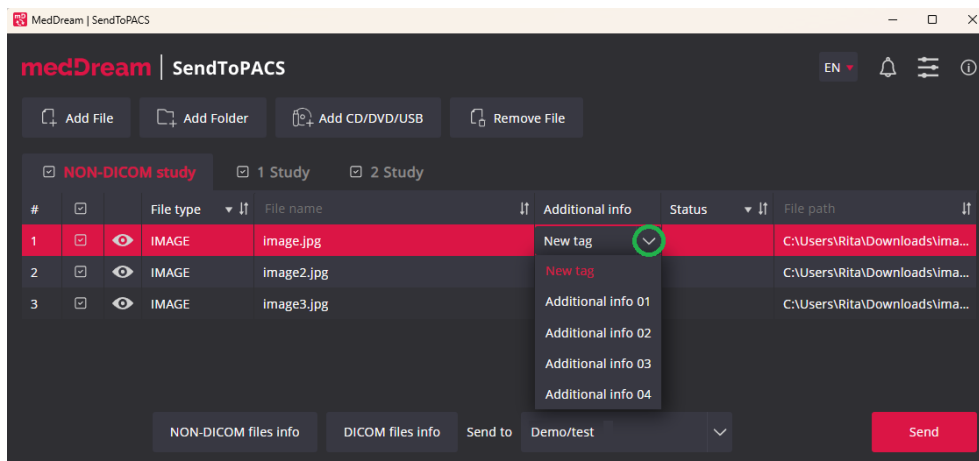 MedDream | SendToPACS
medDream | SendToPACS
EN
Add File Add Folder Add CD/DVD/USB Remove File
NON-DICOM study 1 Study 2 Study
# File type File name Additional info Status File path
1 IMAGE image.jpg New tag C:\Users\Rita\Downloads\ima...
New tag
2 IMAGE image2.jpg C:\Users\Rita\Downloads\ima...
Additional info 01
3 IMAGE image3.jpg C:\Users\Rita\Downloads\ima...
Additional info 02
Additional info 03
Additional info 04
NON-DICOM files info DICOM files info Send to Demo/test Send